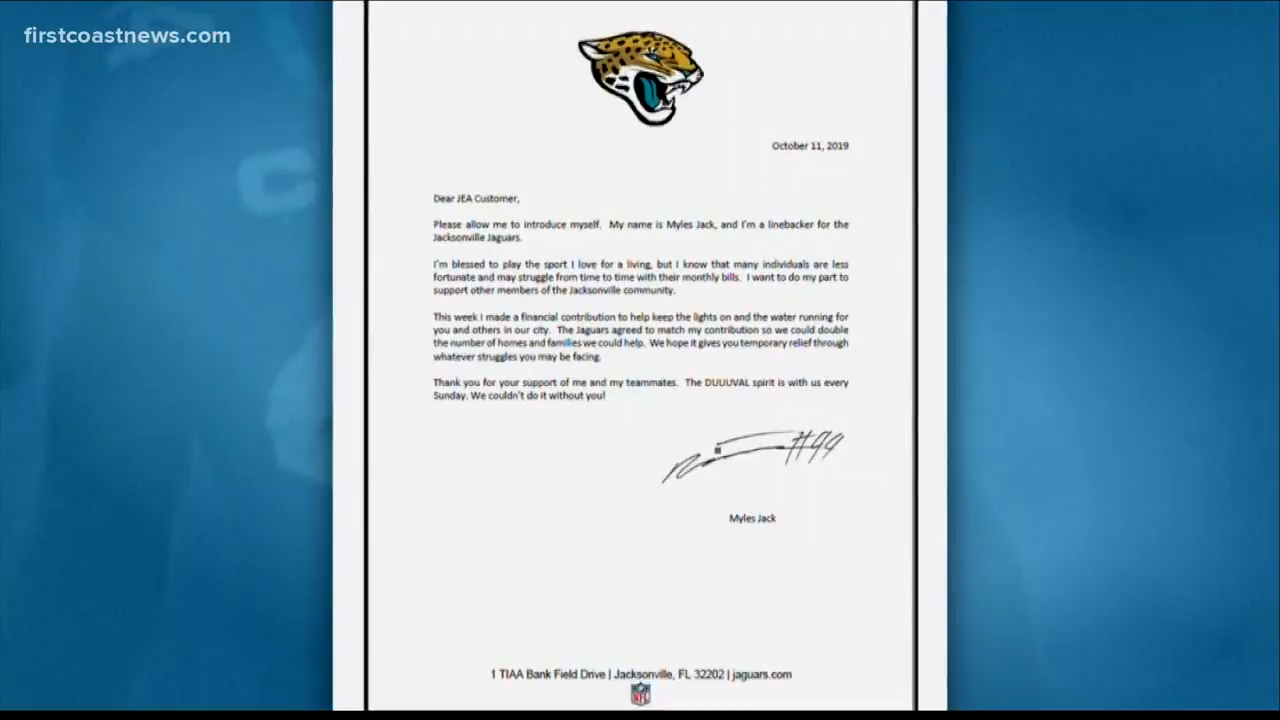 firstcoastnews.com
October 11, 2019
Dear JEA Customer,
Please allow me to introduce myself. My name is Myles Jack, and I'm a linebacker for the
Jacksonville Jaguars.
I'm blessed to play the sport I love for a living, but I know that many individuals are less
fortunate and may struggle from time to time with their monthly bills. I want to do my part to
support other members of the Jacksonville community.
This week I made a financial contribution to help keep the lights on and the water running for
you and others in our city. The Jaguars agreed to match my contribution so we could double
the number of homes and families we could help. We hope it gives you temporary relief through
whatever struggles you may be facing.
Thank you for your support of me and my teammates. The DUUUVAL spirit is with us every
Sunday. We couldn't do it without you!
#44
Myles Jack
1 TIAA Bank Field Drive | Jacksonville, FL 32202 | jaguars.com
NFL